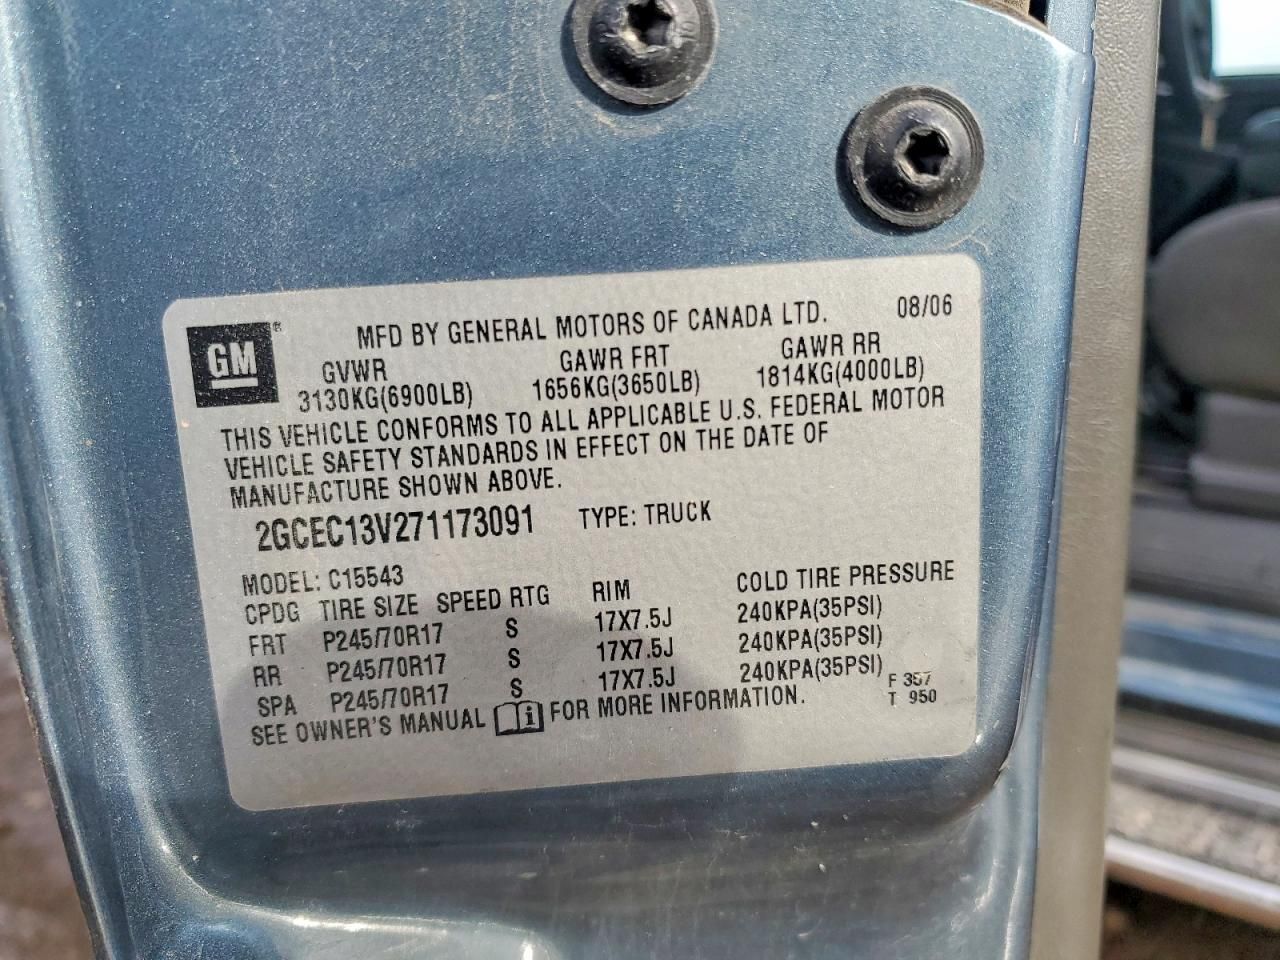 GM
MFD BY GENERAL MOTORS OF CANADA LTD. 08/06
GVWR GAWR FRT GAWR RR
3130KG(6900LB) 1656KG(3650LB) 1814KG(4000LB)
THIS VEHICLE CONFORMS TO ALL APPLICABLE U.S. FEDERAL MOTOR
VEHICLE SAFETY STANDARDS IN EFFECT ON THE DATE OF
MANUFACTURE SHOWN ABOVE.
2GCEC13V271173091 TYPE: TRUCK
MODEL: C15543
CPDG TIRE SIZE SPEED RTG RIM COLD TIRE PRESSURE
FRT P245/70R17 S 17X7.5J 240KPA(35PSI)
RR P245/70R17 S 17X7.5J 240KPA(35PSI)
SPA P245/70R17 S 17X7.5J 240KPA(35PSI)
SEE OWNER'S MANUAL i FOR MORE INFORMATION.
F 357
T 950